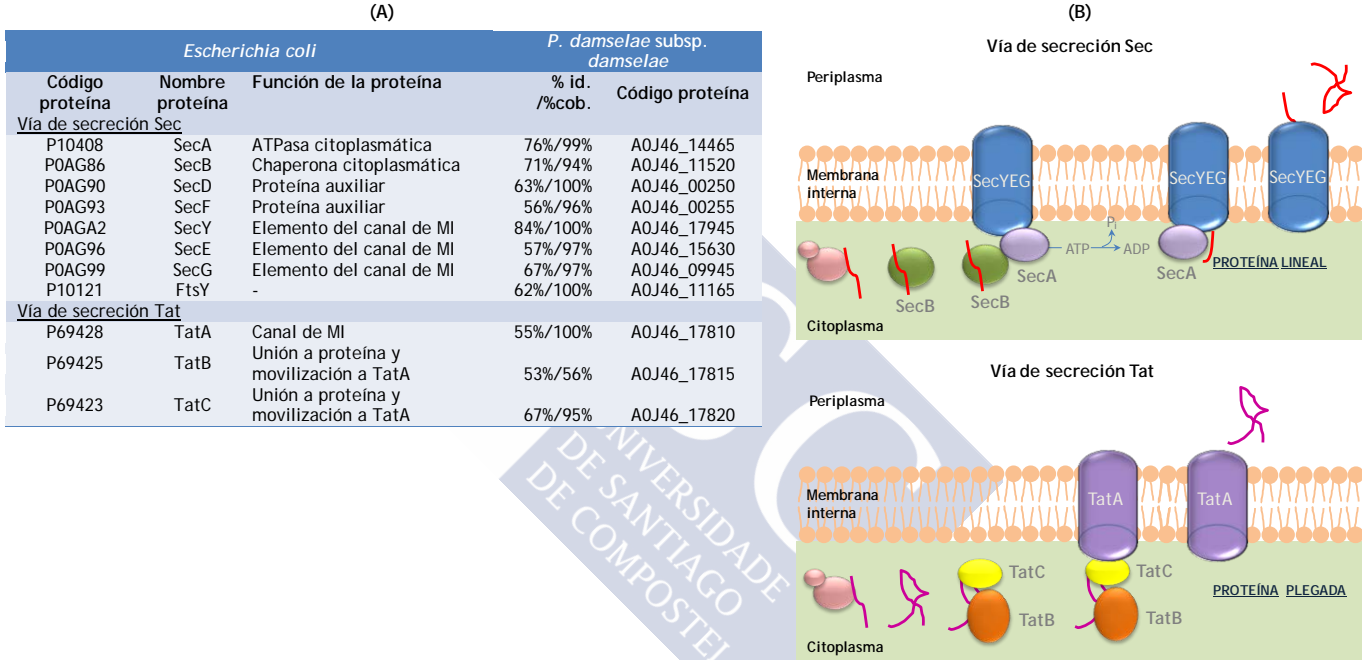 (A)
Escherichia coli
P. damselae subsp.
damselae
Código
proteína
Nombre
proteína
Función de la proteína
% id.
/%cob.
Código proteína
Vía de secreción Sec
P10408 SecA ATPasa citoplasmática 76%/99% A0J46_14465
P0AG86 SecB Chaperona citoplasmática 71%/94% A0J46_11520
P0AG90 SecD Proteína auxiliar 63%/100% A0J46_00250
P0AG93 SecF Proteína auxiliar 56%/96% A0J46_00255
P0AGA2 SecY Elemento del canal de MI 84%/100% A0J46_17945
P0AG96 SecE Elemento del canal de MI 57%/97% A0J46_15630
P0AG99 SecG Elemento del canal de MI 67%/97% A0J46_09945
P10121 FtsY - 62%/100% A0J46_11165
Vía de secreción Tat
P69428 TatA Canal de MI 55%/100% A0J46_17810
P69425 TatB Unión a proteína y
movilización a TatA 53%/56% A0J46_17815
P69423 TatC Unión a proteína y
movilización a TatA 67%/95% A0J46_17820
(B)
Vía de secreción Sec
Periplasma
Membrana
interna
SecYEG
SecYEG
SecYEG
Pi
ATP
ADP
SecA
SecA
SecB
SecB
PROTEÍNA LINEAL
Citoplasma
Vía de secreción Tat
Periplasma
Membrana
interna
TatA
TatA
TatC
TatC
TatB
TatB
PROTEÍNA PLEGADA
Citoplasma
UNIVERSIDADE
DE SANTIAGO
DE COMPOSTEL